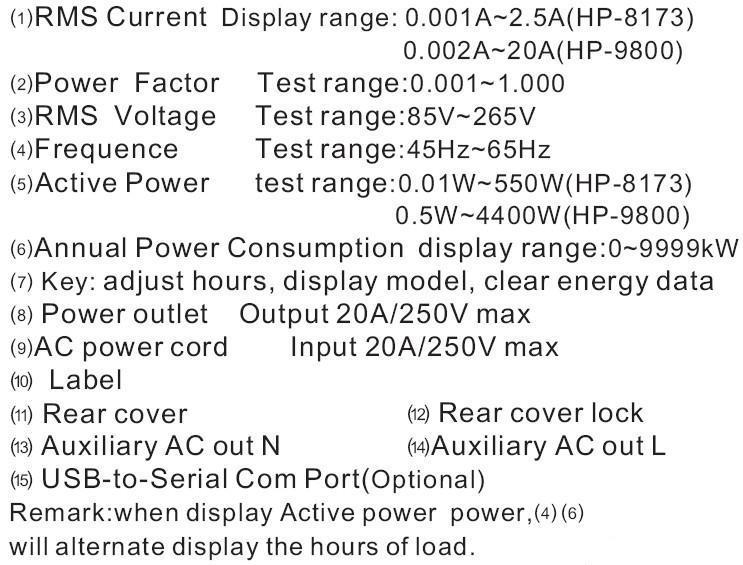 (1)RMS Current Display range: 0.001A~2.5A(HP-8173)
0.002A~20A(HP-9800)
(2)Power Factor Test range:0.001~1.000
(3)RMS Voltage Test range:85V~265V
(4)Frequence Test range:45Hz~65Hz
(5)Active Power test range:0.01W~550W(HP-8173)
0.5W~4400W(HP-9800)
(6)Annual Power Consumption display range:0~9999kW
(7) Key: adjust hours, display model, clear energy data
(8) Power outlet Output 20A/250V max
(9)AC power cord Input 20A/250V max
(10) Label
(11) Rear cover (12) Rear cover lock
(13) Auxiliary AC out N (14)Auxiliary AC out L
(15) USB-to-Serial Com Port(Optional)
Remark:when display Active power power,(4)(6)
will alternate display the hours of load.